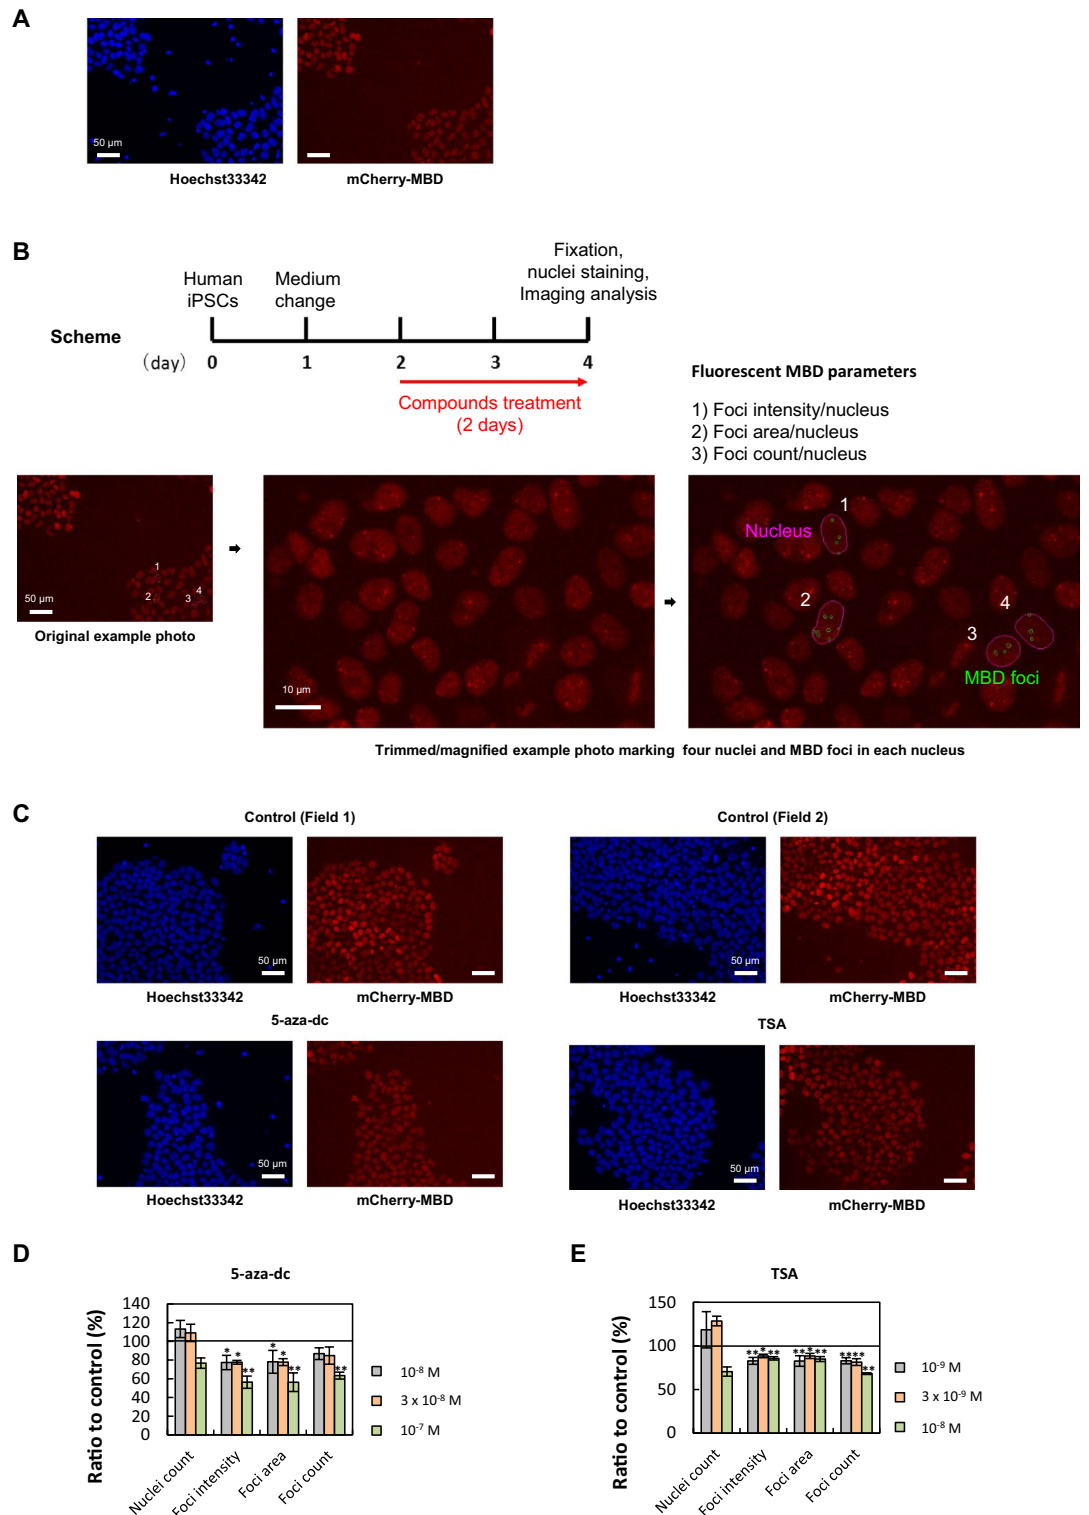 A
50 μm
Hoechst33342
mCherry-MBD
B
Human
iPSCs
Medium
change
Fixation,
nuclei staining,
Imaging analysis
Scheme
(day)
0
1
2
3
4
Compounds treatment
(2 days)
Fluorescent MBD parameters
1) Foci intensity/nucleus
2) Foci area/nucleus
3) Foci count/nucleus
1
2
3
4
50 μm
Original example photo
10 μm
Nucleus
1
2
3
4
MBD foci
Trimmed/magnified example photo marking four nuclei and MBD foci in each nucleus
C
Control (Field 1)
50 μm
Hoechst33342
mCherry-MBD
Control (Field 2)
50 μm
Hoechst33342
mCherry-MBD
5-aza-dc
50 μm
Hoechst33342
mCherry-MBD
TSA
50 μm
Hoechst33342
mCherry-MBD
D
5-aza-dc
Ratio to control (%)
140
120
100
80
60
40
20
0
* * **
* * **
**
Nuclei count
Foci intensity
Foci area
Foci count
10⁻⁸ M
3 x 10⁻⁸ M
10⁻⁷ M
E
TSA
Ratio to control (%)
150
100
50
0
** * **
** * **
** ** **
Nuclei count
Foci intensity
Foci area
Foci count
10⁻⁹ M
3 x 10⁻⁹ M
10⁻⁸ M